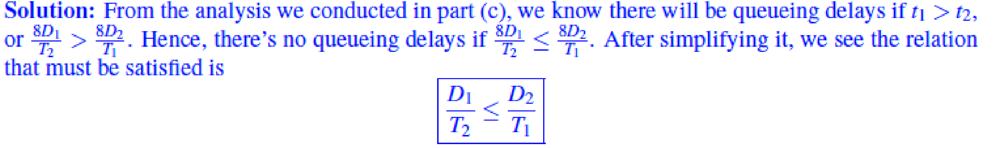 Solution: From the analysis we conducted in part (c), we know there will be queueing delays if $t_1 > t_2$,
or $\frac{8D_1}{T_2} > \frac{8D_2}{T_1}$. Hence, there's no queueing delays if $\frac{8D_1}{T_2} \leq \frac{8D_2}{T_1}$. After simplifying it, we see the relation
that must be satisfied is
$\frac{D_1}{T_2} \leq \frac{D_2}{T_1}$